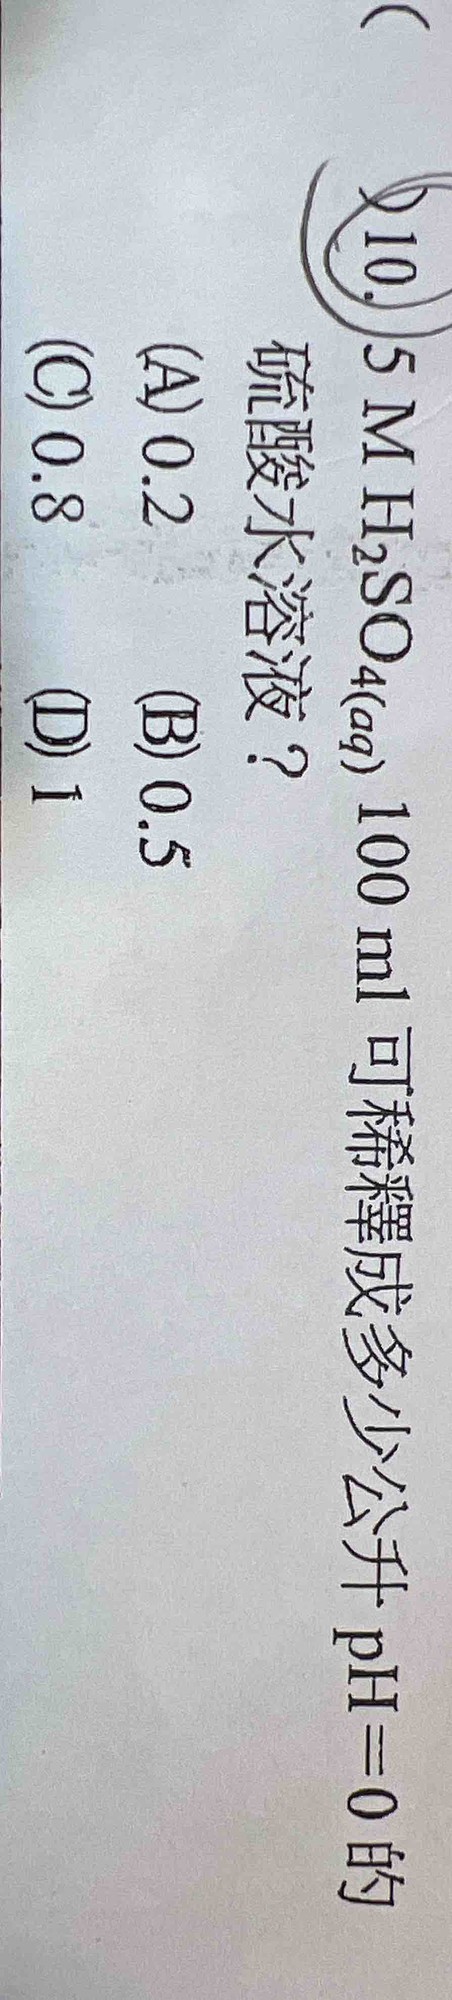 (　　)10. 5 M H₂SO₄₍ₐq₎ 100 ml 可稀釋成多少公升 pH＝0 的
硫酸水溶液？
(A) 0.2　(B) 0.5
(C) 0.8　(D) 1